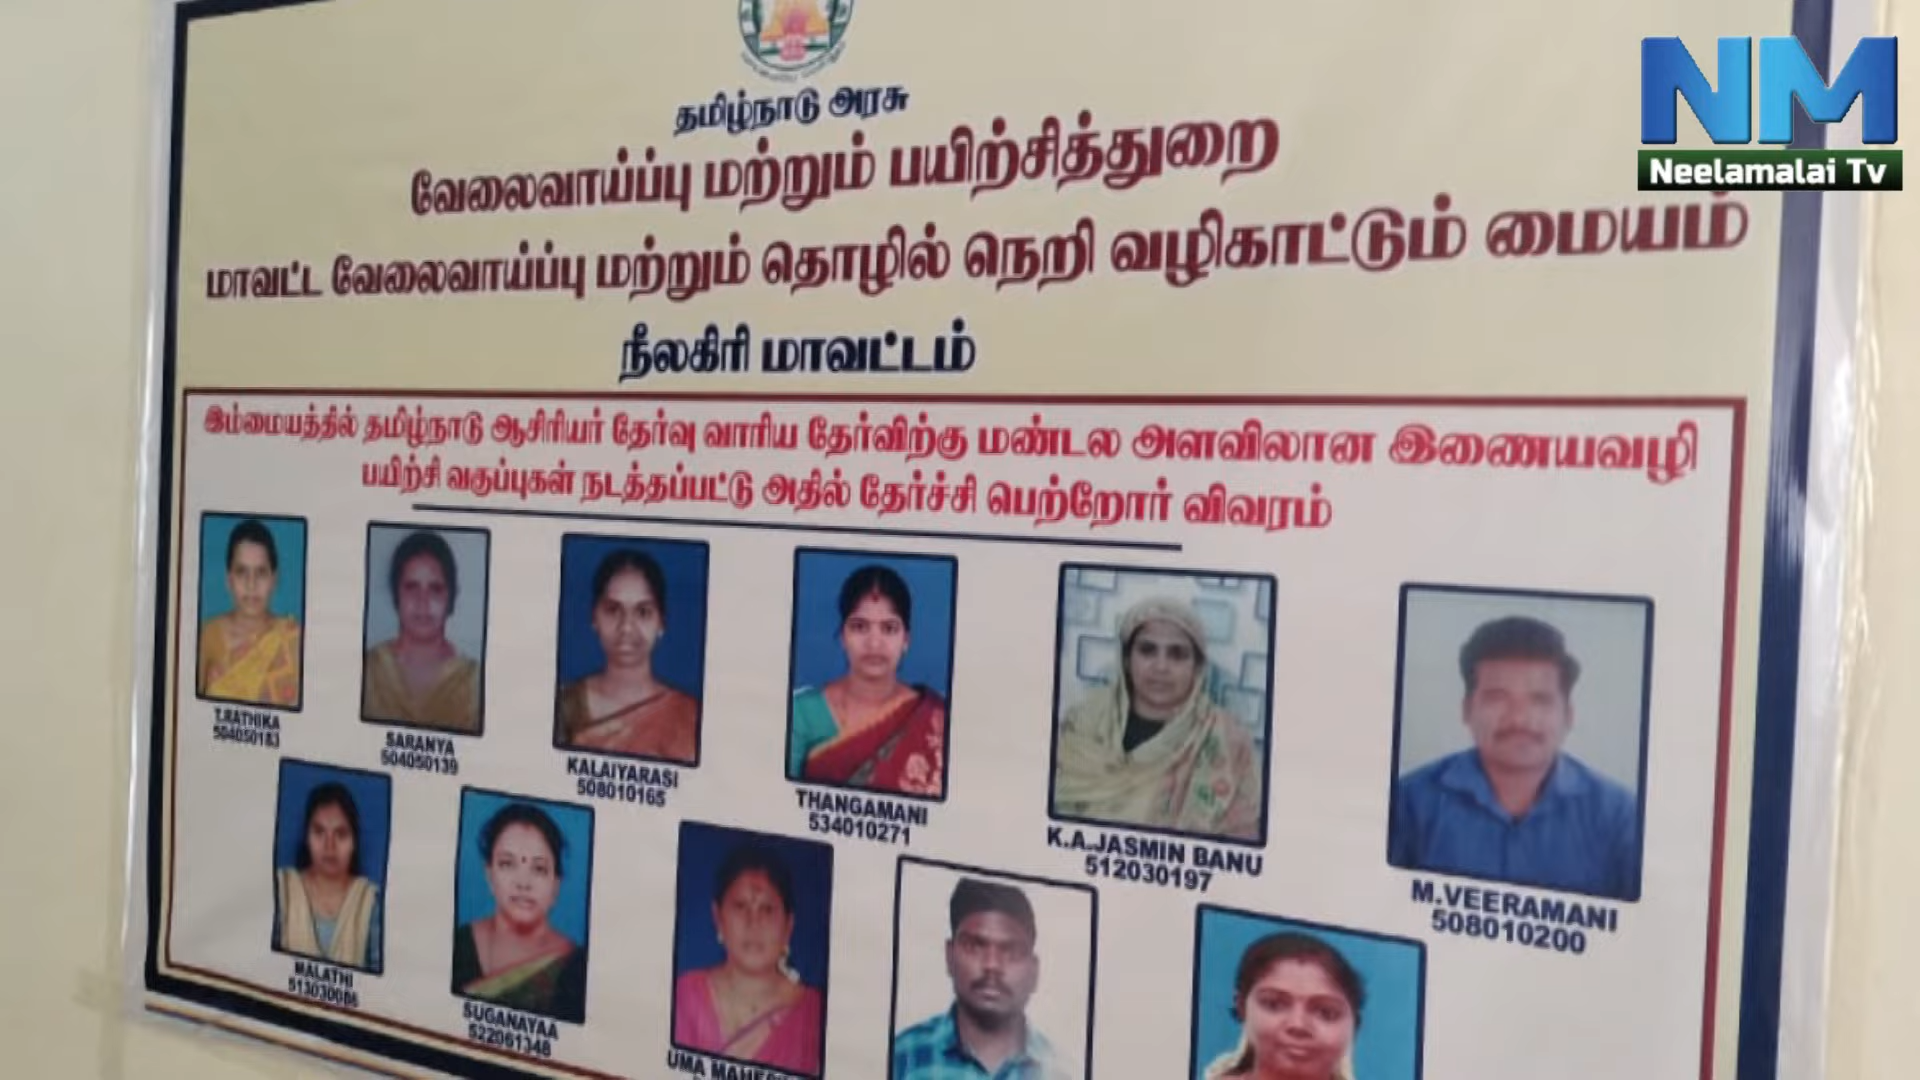 தமிழ்நாடு அரசு
வேலைவாய்ப்பு மற்றும் பயிற்சித்துறை
மாவட்ட வேலைவாய்ப்பு மற்றும் தொழில் நெறி வழிகாட்டும் மையம்
நீலகிரி மாவட்டம்
இம்மையத்தில் தமிழ்நாடு ஆசிரியர் தேர்வு வாரிய தேர்விற்கு மண்டல அளவிலான இணையவழி
பயிற்சி வகுப்புகள் நடத்தப்பட்டு அதில் தேர்ச்சி பெற்றோர் விவரம்
NM
Neelamalai Tv
T.RATHIKA
504050183
SARANYA
504050139
KALAIYARASI
508010165
THANGAMANI
534010271
K.A.JASMIN BANU
512030197
M.VEERAMANI
508010200
MALATHI
SUGANAYAA
UMA